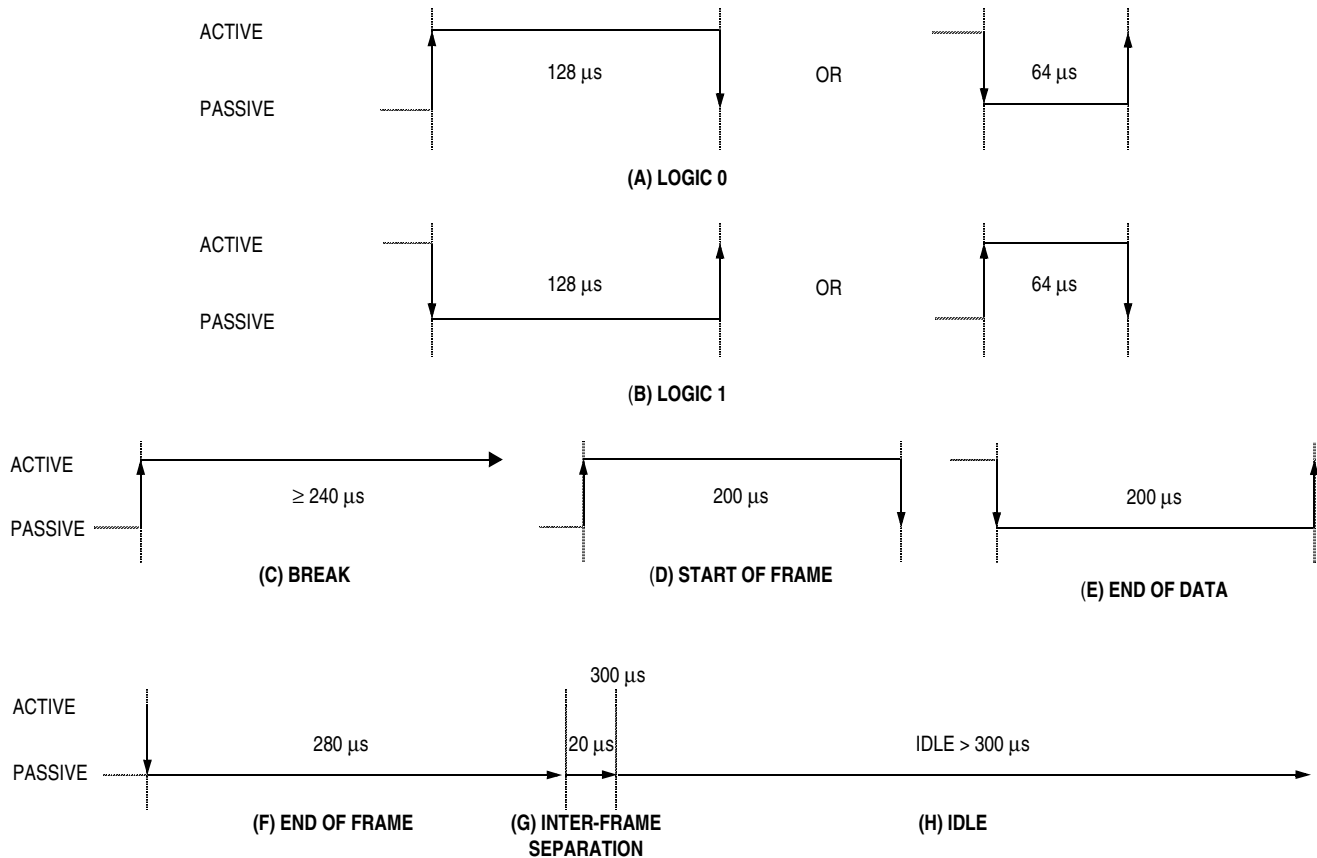 ACTIVE
128 μs
OR
64 μs
PASSIVE
(A) LOGIC 0
ACTIVE
128 μs
OR
64 μs
PASSIVE
(B) LOGIC 1
ACTIVE
≥ 240 μs
200 μs
200 μs
PASSIVE
(C) BREAK
(D) START OF FRAME
(E) END OF DATA
300 μs
ACTIVE
280 μs
20 μs
IDLE > 300 μs
PASSIVE
(F) END OF FRAME
(G) INTER-FRAME
SEPARATION
(H) IDLE